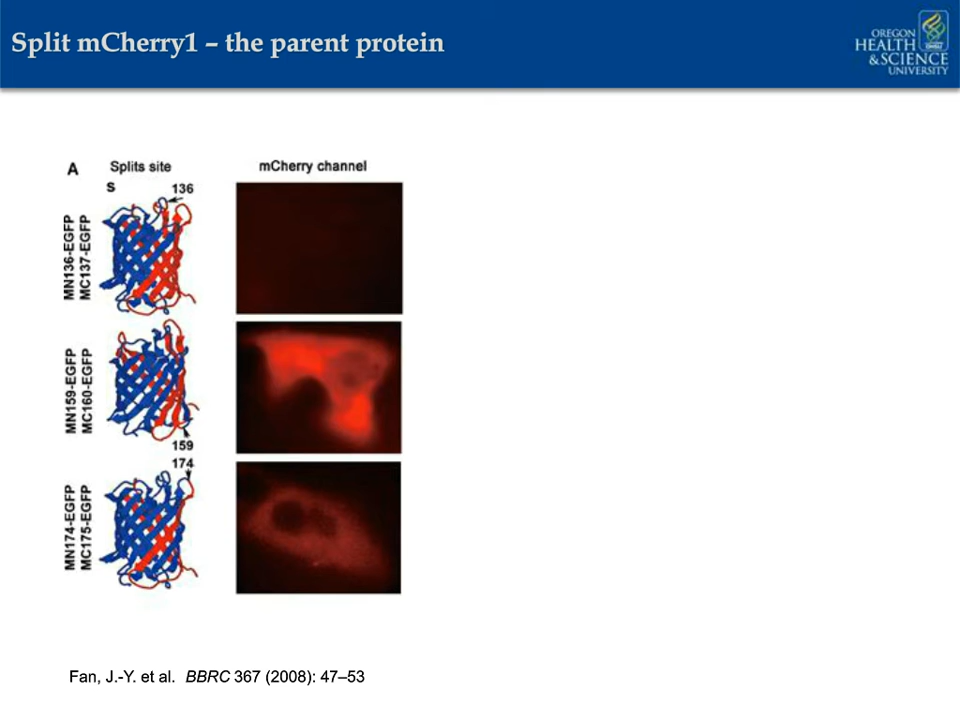 Split mCherry1 – the parent protein
OREGON
HEALTH
&SCIENCE
UNIVERSITY
A
Splits site
mCherry channel
S
136
MN136-EGFP
MC137-EGFP
MN159-EGFP
MC160-EGFP
159
174
MN174-EGFP
MC175-EGFP
Fan, J.-Y. et al. BBRC 367 (2008): 47–53